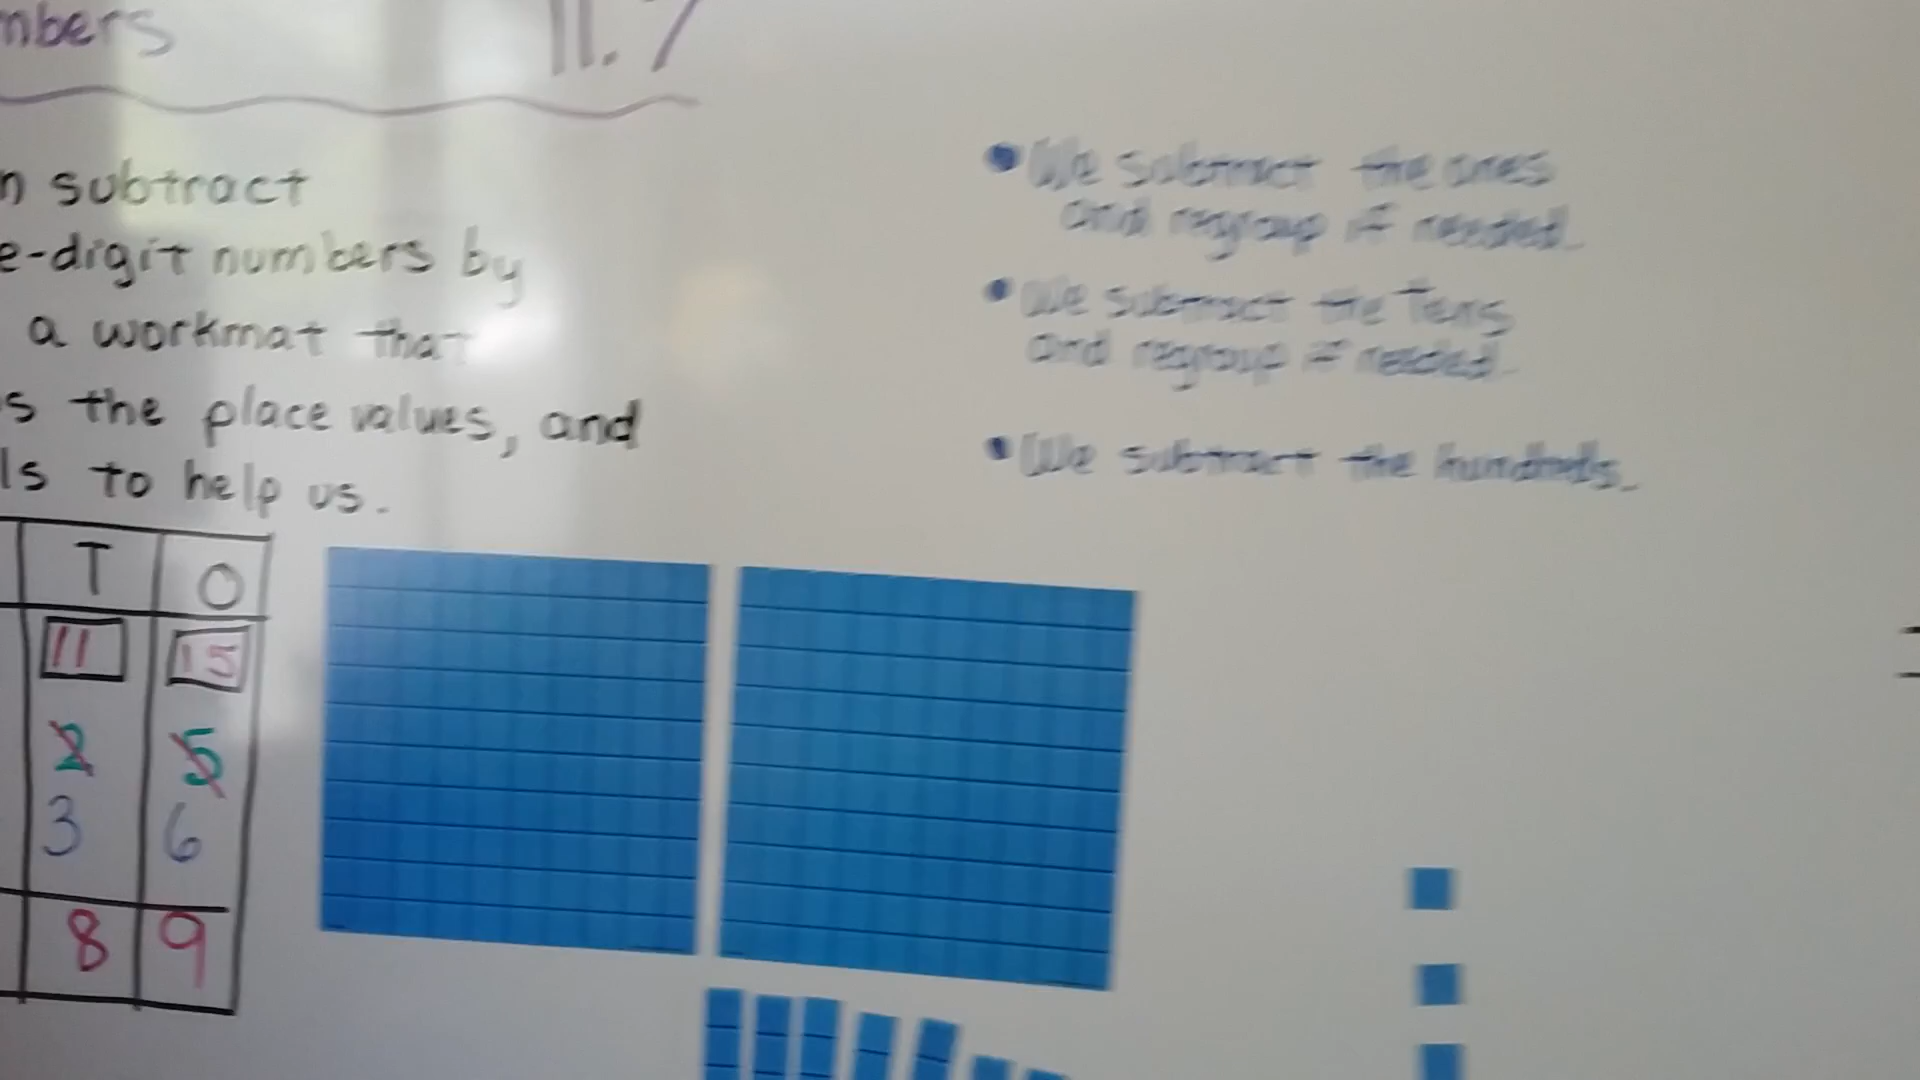 mbers 11.7
n subtract
e-digit numbers by
a workmat that
s the place values, and
ls to help us.
T O
11 15
2 5
3 6
8 9
• We subtract the ones
and regroup if needed.
• We subtract the Tens
and regroup if needed.
• We subtract the hundreds.